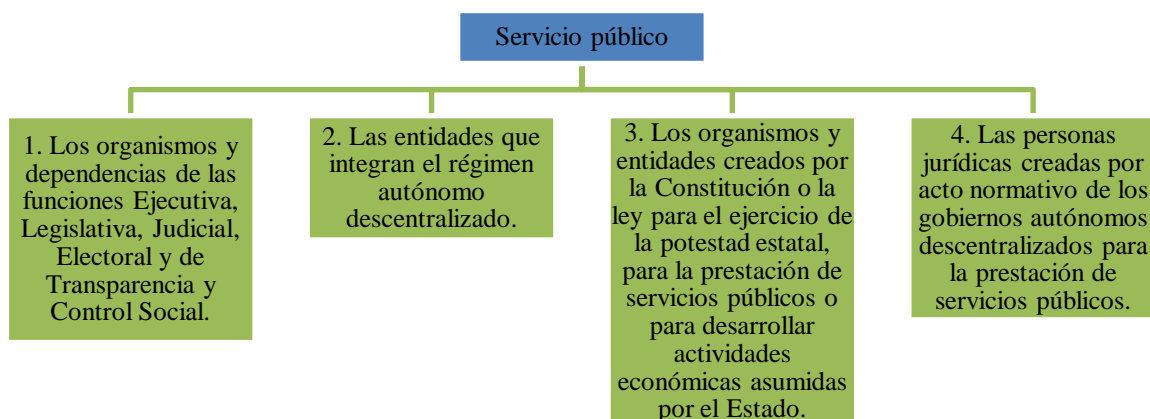 Servicio público
1. Los organismos y
dependencias de las
funciones Ejecutiva,
Legislativa, Judicial,
Electoral y de
Transparencia y
Control Social.
2. Las entidades que
integran el régimen
autónomo
descentralizado.
3. Los organismos y
entidades creados por
la Constitución o la
ley para el ejercicio de
la potestad estatal,
para la prestación de
servicios públicos o
para desarrollar
actividades
económicas asumidas
por el Estado.
4. Las personas
jurídicas creadas por
acto normativo de los
gobiernos autónomos
descentralizados para
la prestación de
servicios públicos.